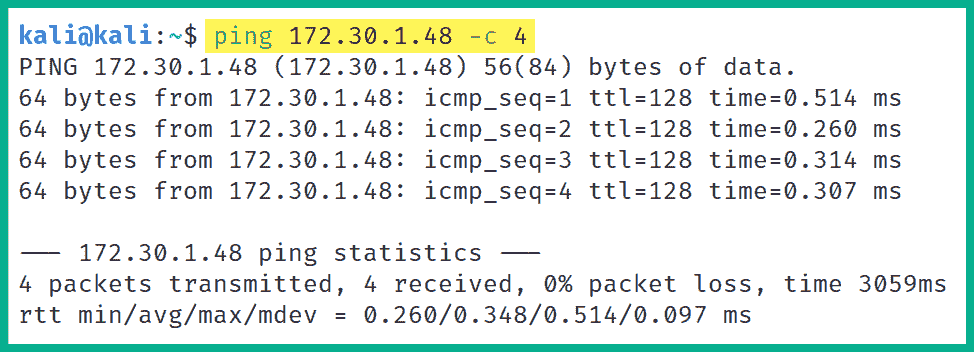 kali@kali:~$ ping 172.30.1.48 -c 4
PING 172.30.1.48 (172.30.1.48) 56(84) bytes of data.
64 bytes from 172.30.1.48: icmp_seq=1 ttl=128 time=0.514 ms
64 bytes from 172.30.1.48: icmp_seq=2 ttl=128 time=0.260 ms
64 bytes from 172.30.1.48: icmp_seq=3 ttl=128 time=0.314 ms
64 bytes from 172.30.1.48: icmp_seq=4 ttl=128 time=0.307 ms
--- 172.30.1.48 ping statistics ---
4 packets transmitted, 4 received, 0% packet loss, time 3059ms
rtt min/avg/max/mdev = 0.260/0.348/0.514/0.097 ms